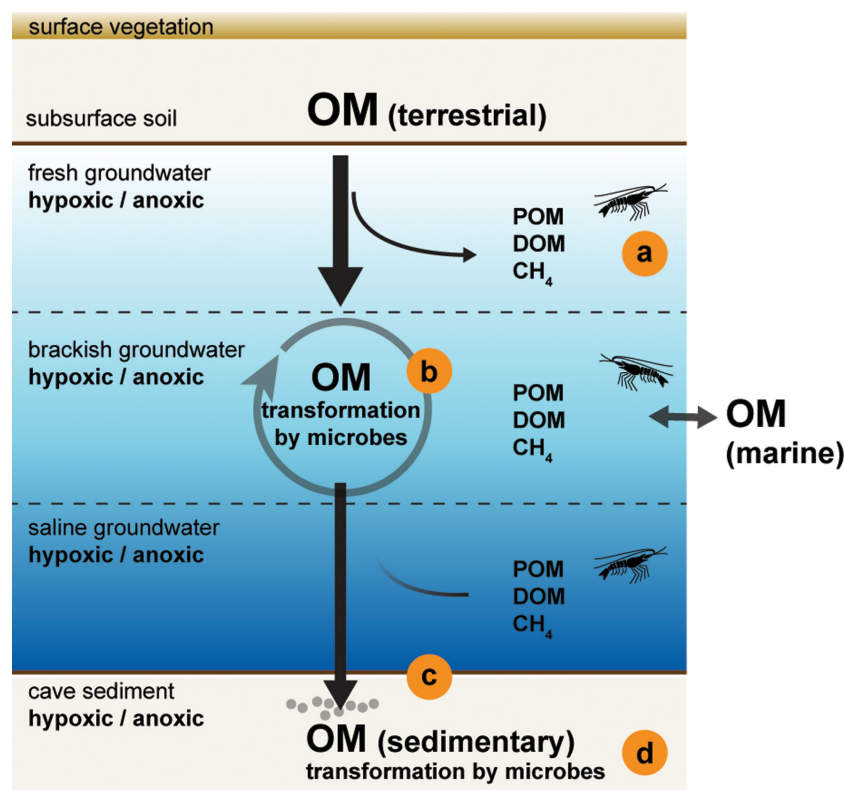 surface vegetation
subsurface soil
OM (terrestrial)
fresh groundwater
hypoxic / anoxic
POM
DOM
CH₄
a
brackish groundwater
hypoxic / anoxic
OM
transformation
by microbes
b
POM
DOM
CH₄
OM
(marine)
saline groundwater
hypoxic / anoxic
POM
DOM
CH₄
c
cave sediment
hypoxic / anoxic
OM (sedimentary)
transformation by microbes
d